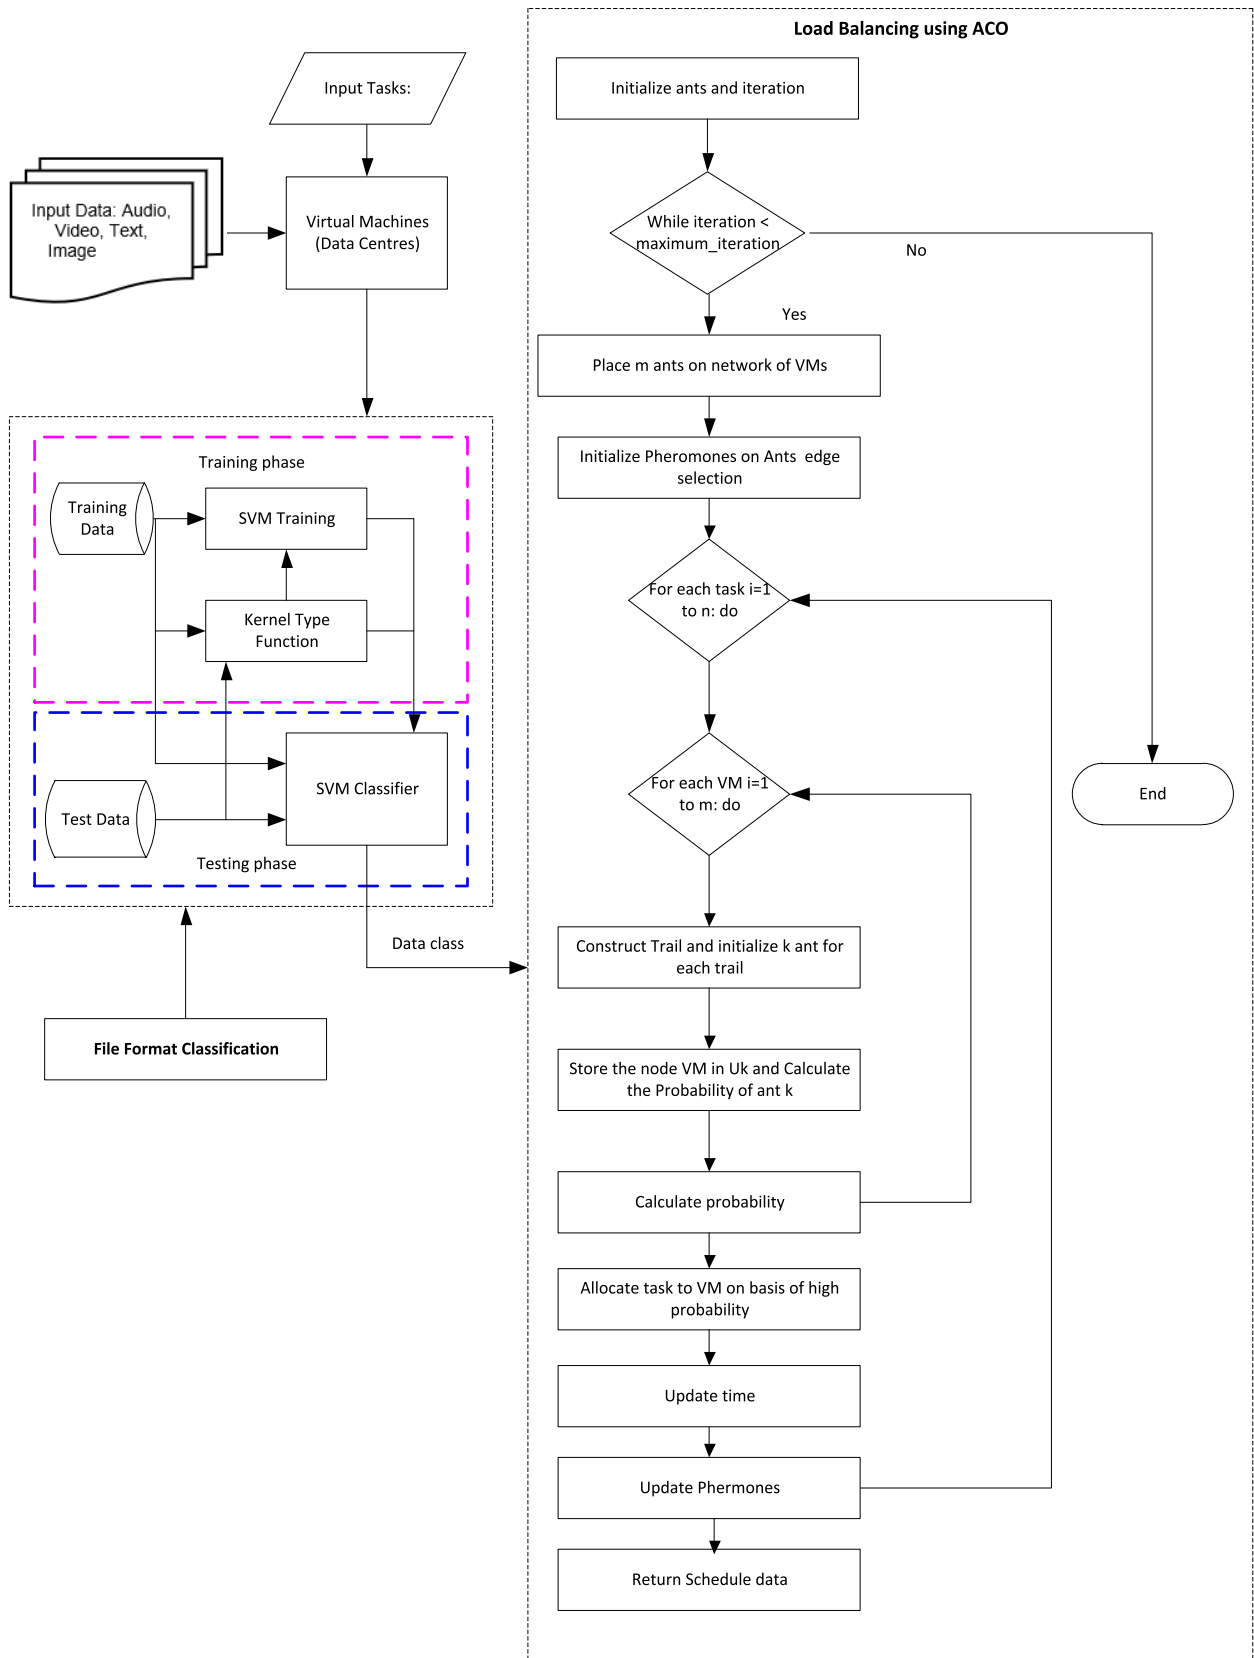 Input Tasks:
Input Data: Audio,
Video, Text,
Image
Virtual Machines
(Data Centres)
Training phase
Training
Data
SVM Training
Kernel Type
Function
SVM Classifier
Test Data
Testing phase
Data class
File Format Classification
Load Balancing using ACO
Initialize ants and iteration
While iteration <
maximum_iteration
No
Yes
Place m ants on network of VMs
Initialize Pheromones on Ants edge
selection
For each task i=1
to n: do
For each VM i=1
to m: do
End
Construct Trail and initialize k ant for
each trail
Store the node VM in Uk and Calculate
the Probability of ant k
Calculate probability
Allocate task to VM on basis of high
probability
Update time
Update Phermones
Return Schedule data